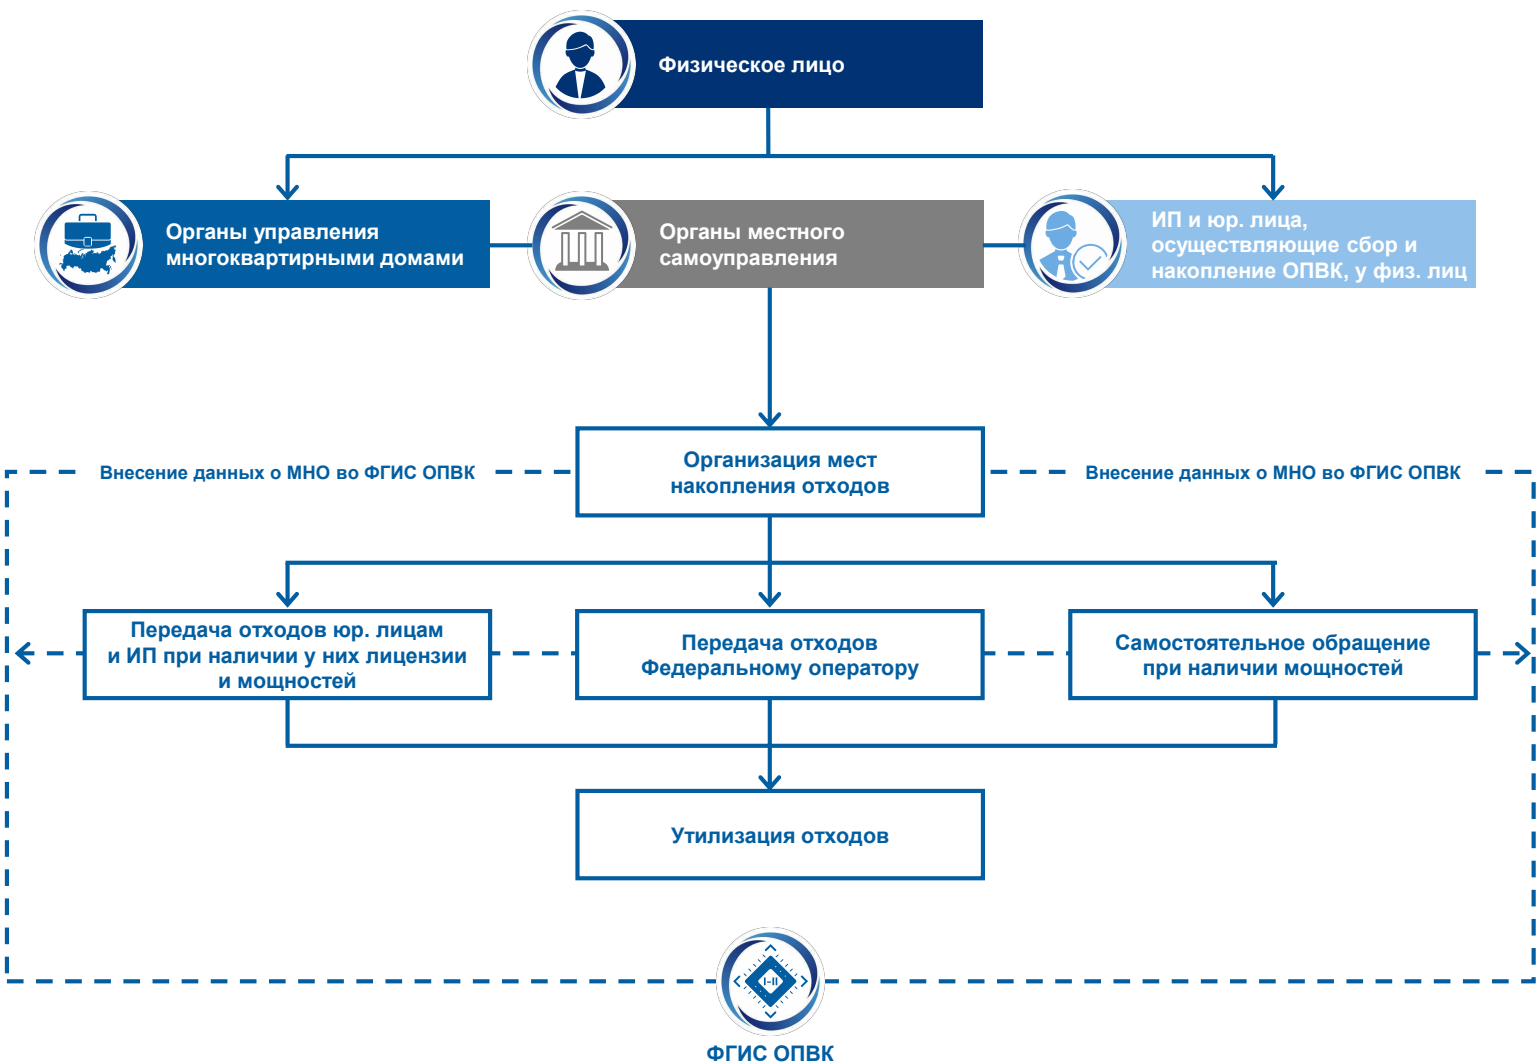 Физическое лицо
Органы управления
многоквартирными домами
Органы местного
самоуправления
ИП и юр. лица,
осуществляющие сбор и
накопление ОПВК, у физ. лиц
Организация мест
накопления отходов
Внесение данных о МНО во ФГИС ОПВК
Внесение данных о МНО во ФГИС ОПВК
Передача отходов юр. лицам
и ИП при наличии у них лицензии
и мощностей
Передача отходов
Федеральному оператору
Самостоятельное обращение
при наличии мощностей
Утилизация отходов
I-II
ФГИС ОПВК